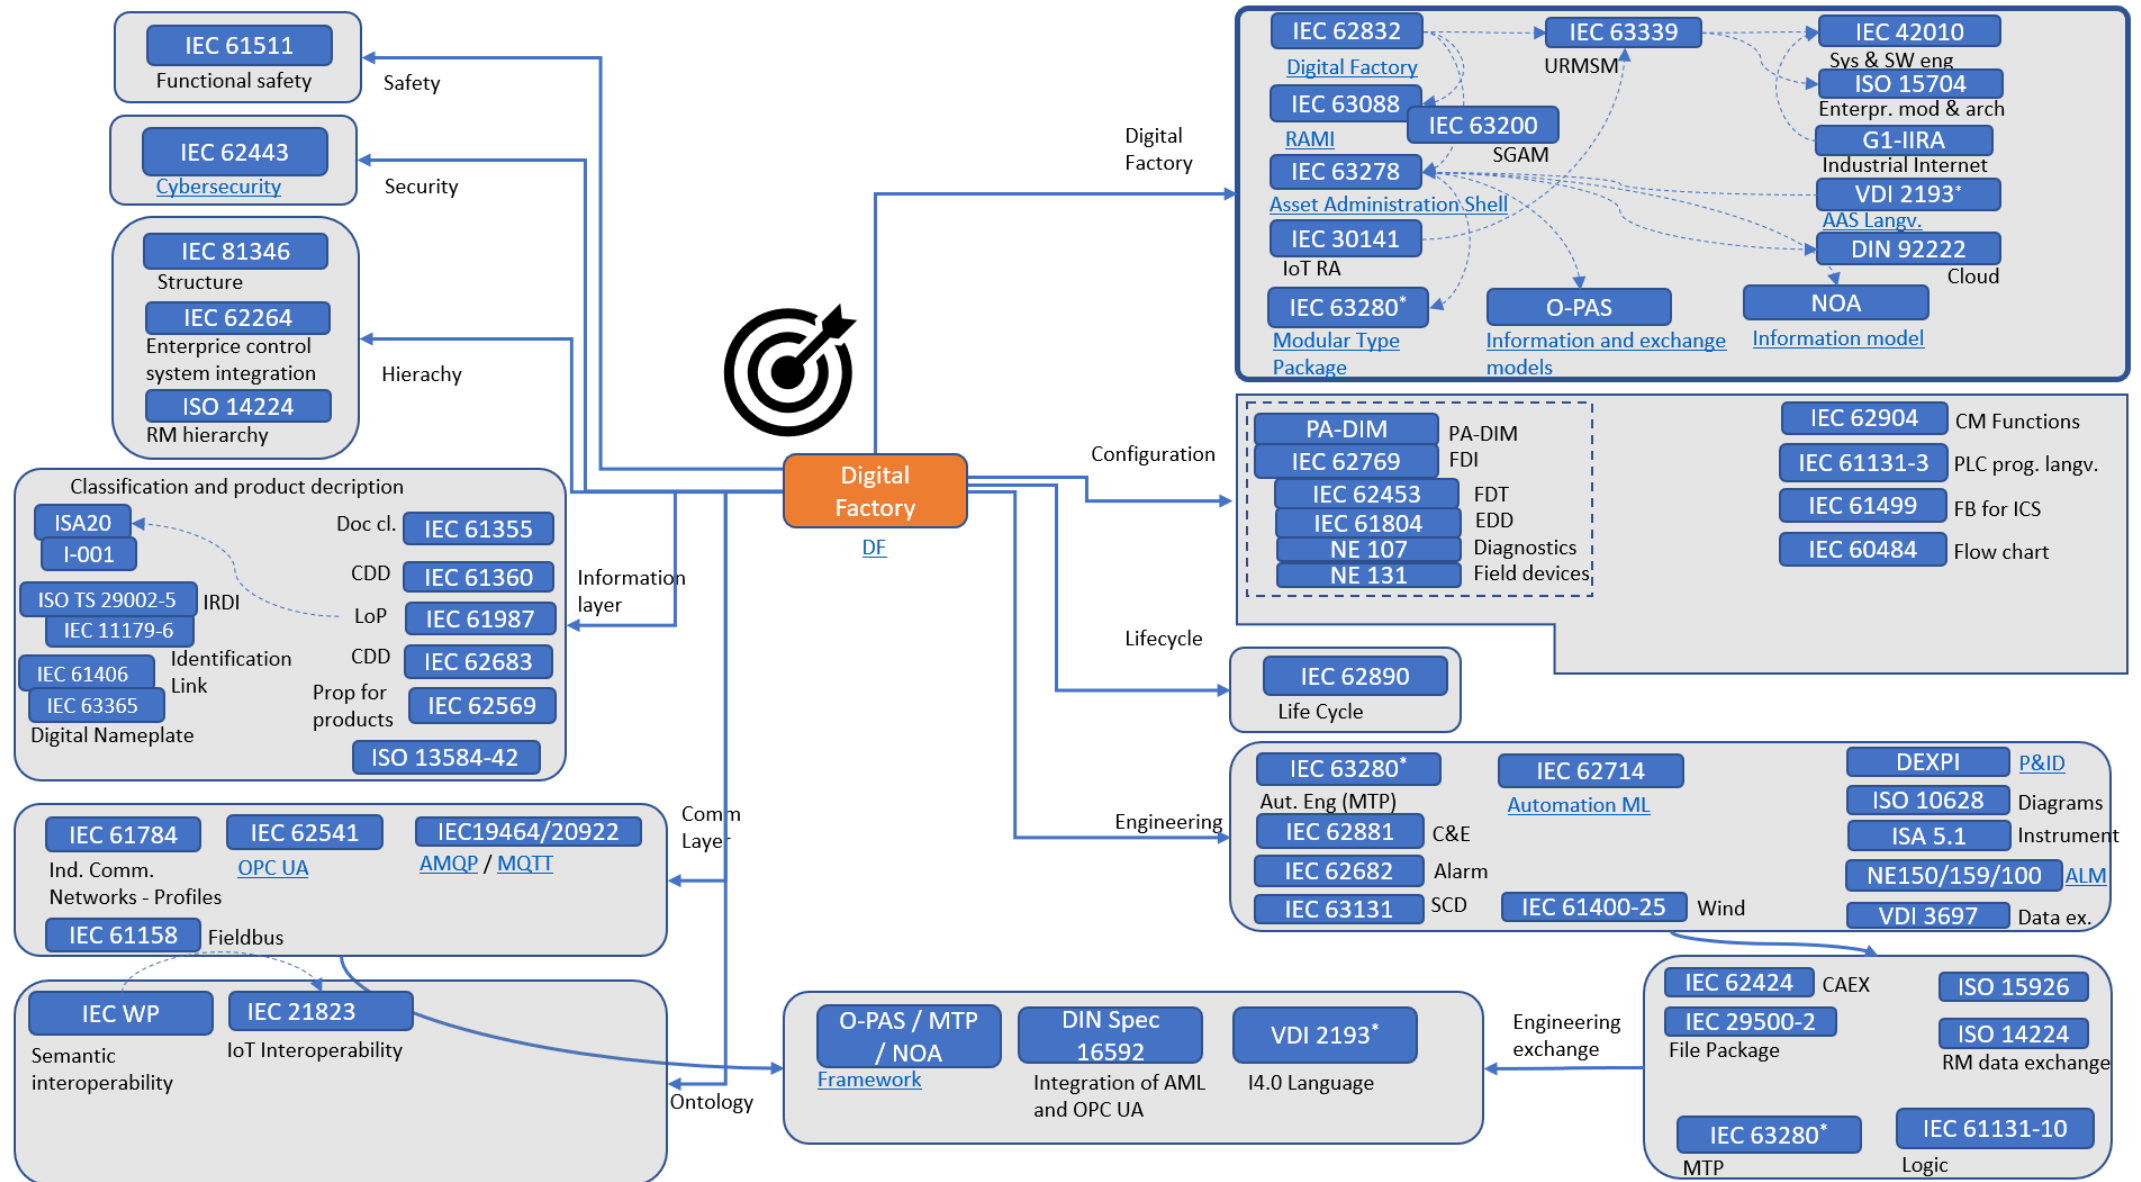 IEC 61511
Functional safety
Safety
IEC 62443
Cybersecurity
Security
IEC 81346
Structure
IEC 62264
Enterprice control
system integration
ISO 14224
RM hierarchy
Hierachy
Classification and product decription
ISA20
I-001
Doc cl.
IEC 61355
CDD
IEC 61360
ISO TS 29002-5
IRDI
IEC 11179-6
LoP
IEC 61987
IEC 61406
Identification
Link
IEC 63365
Digital Nameplate
CDD
IEC 62683
Prop for
products
IEC 62569
ISO 13584-42
Information
layer
IEC 61784
Ind. Comm.
Networks - Profiles
IEC 62541
OPC UA
IEC19464/20922
AMQP / MQTT
IEC 61158
Fieldbus
Comm
Layer
IEC WP
Semantic
interoperability
IEC 21823
IoT Interoperability
Ontology
Digital
Factory
DF
Digital
Factory
IEC 62832
Digital Factory
IEC 63339
URMSM
IEC 42010
Sys & SW eng
IEC 63088
RAMI
IEC 63200
SGAM
ISO 15704
Enterpr. mod & arch
G1-IIRA
Industrial Internet
IEC 63278
Asset Administration Shell
VDI 2193*
AAS Langv.
IEC 30141
IoT RA
DIN 92222
Cloud
IEC 63280*
Modular Type
Package
O-PAS
Information and exchange
models
NOA
Information model
Configuration
PA-DIM
PA-DIM
IEC 62769
FDI
IEC 62453
FDT
IEC 61804
EDD
NE 107
Diagnostics
NE 131
Field devices
IEC 62904
CM Functions
IEC 61131-3
PLC prog. langv.
IEC 61499
FB for ICS
IEC 60484
Flow chart
Lifecycle
IEC 62890
Life Cycle
Engineering
IEC 63280*
Aut. Eng (MTP)
IEC 62881
C&E
IEC 62682
Alarm
IEC 63131
SCD
IEC 62714
Automation ML
IEC 61400-25
Wind
DEXPI
P&ID
ISO 10628
Diagrams
ISA 5.1
Instrument
NE150/159/100
ALM
VDI 3697
Data ex.
O-PAS / MTP
/ NOA
Framework
DIN Spec
16592
Integration of AML
and OPC UA
VDI 2193*
I4.0 Language
Engineering
exchange
IEC 62424
CAEX
IEC 29500-2
File Package
ISO 15926
ISO 14224
RM data exchange
IEC 63280*
MTP
IEC 61131-10
Logic